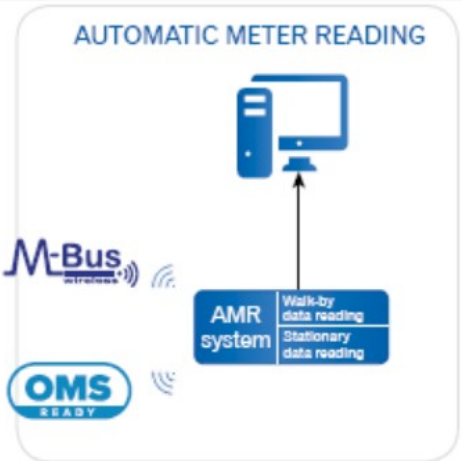 AUTOMATIC METER READING
M-Bus
wireless
AMR
system
Walk-by
data reading
Stationary
data reading
OMS
READY